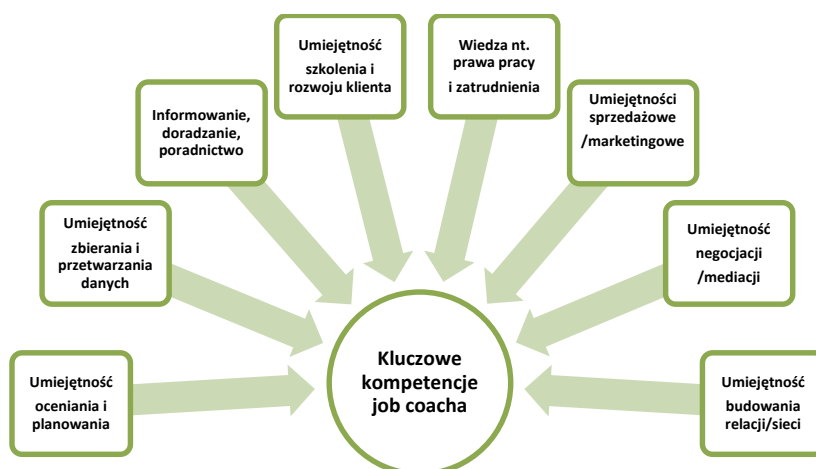 Umiejętność
szkolenia i
rozwoju klienta
Wiedza nt.
prawa pracy
i zatrudnienia
Informowanie,
doradzanie,
poradnictwo
Umiejętności
sprzedażowe
/marketingowe
Umiejętność
zbierania i
przetwarzania
danych
Umiejętność
negocjacji
/mediacji
Umiejętność
oceniania i
planowania
Kluczowe
kompetencje
job coacha
Umiejętność
budowania
relacji/sieci